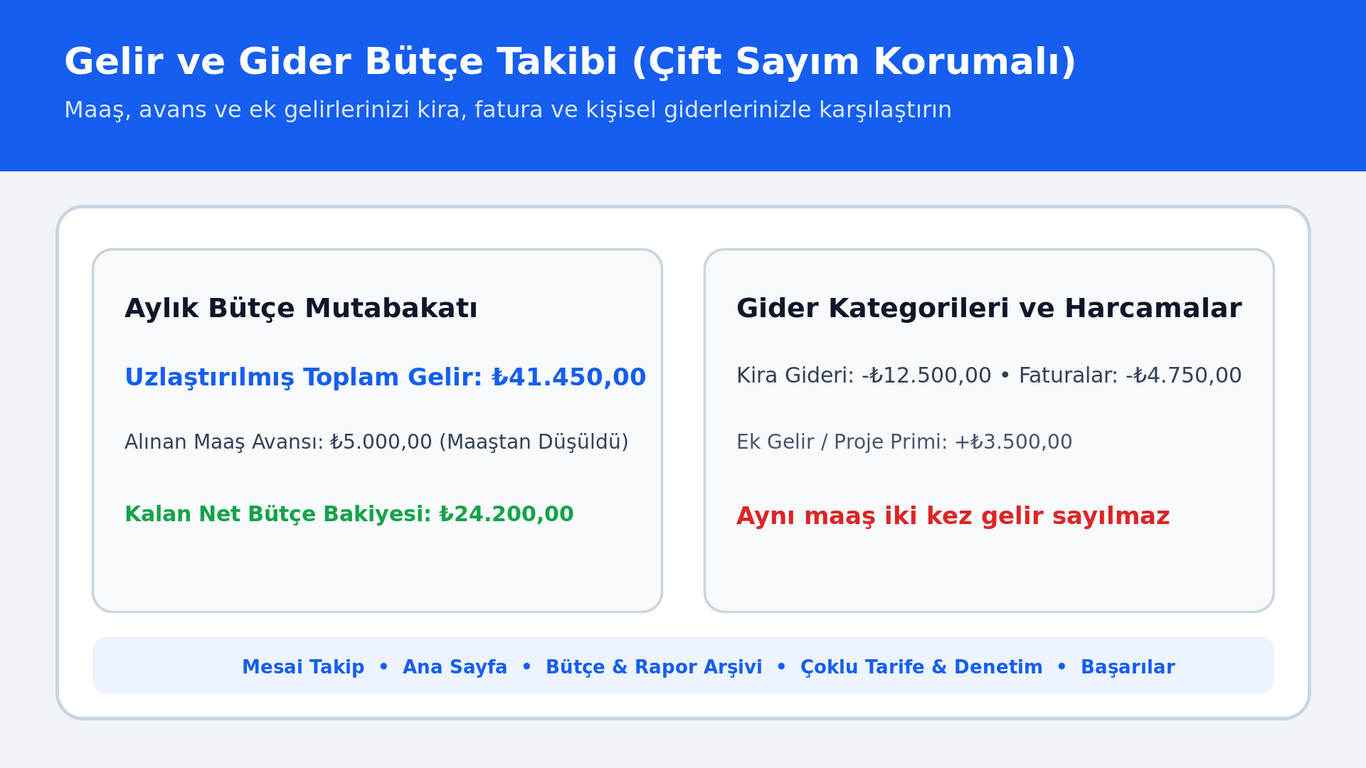 Gelir ve Gider Bütçe Takibi (Çift Sayım Korumalı)
Maaş, avans ve ek gelirlerinizi kira, fatura ve kişisel giderlerinizle karşılaştırın
Aylık Bütçe Mutabakatı
Uzlaştırılmış Toplam Gelir: ₺41.450,00
Alınan Maaş Avansı: ₺5.000,00 (Maaştan Düşüldü)
Kalan Net Bütçe Bakiyesi: ₺24.200,00
Gider Kategorileri ve Harcamalar
Kira Gideri: -₺12.500,00 • Faturalar: -₺4.750,00
Ek Gelir / Proje Primi: +₺3.500,00
Aynı maaş iki kez gelir sayılmaz
Mesai Takip • Ana Sayfa • Bütçe & Rapor Arşivi • Çoklu Tarife & Denetim • Başarılar